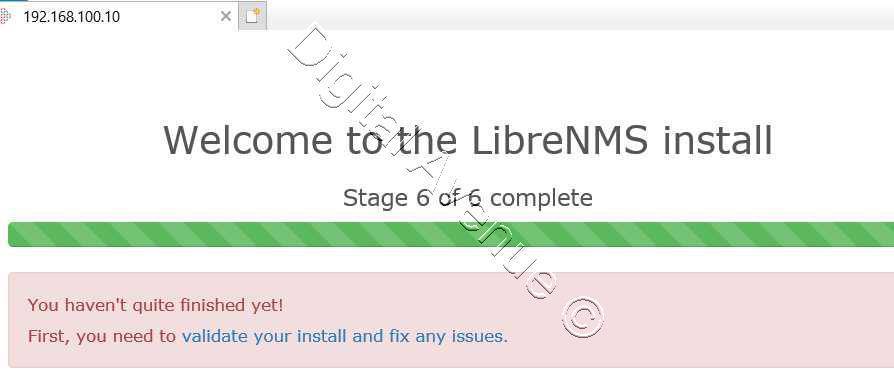 192.168.100.10
Welcome to the LibreNMS install
Stage 6 of 6 complete
You haven't quite finished yet!
First, you need to validate your install and fix any issues.
Digital Avenue ©